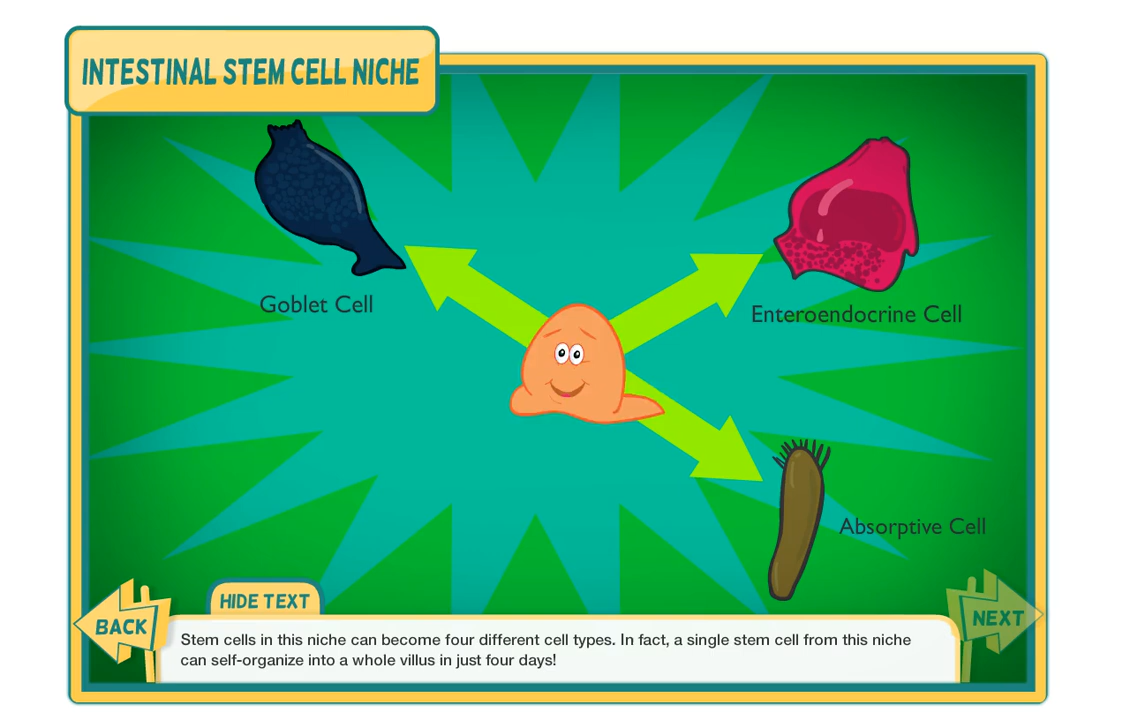 INTESTINAL STEM CELL NICHE
Goblet Cell
Enteroendocrine Cell
Absorptive Cell
HIDE TEXT
BACK
NEXT
Stem cells in this niche can become four different cell types. In fact, a single stem cell from this niche
can self-organize into a whole villus in just four days!